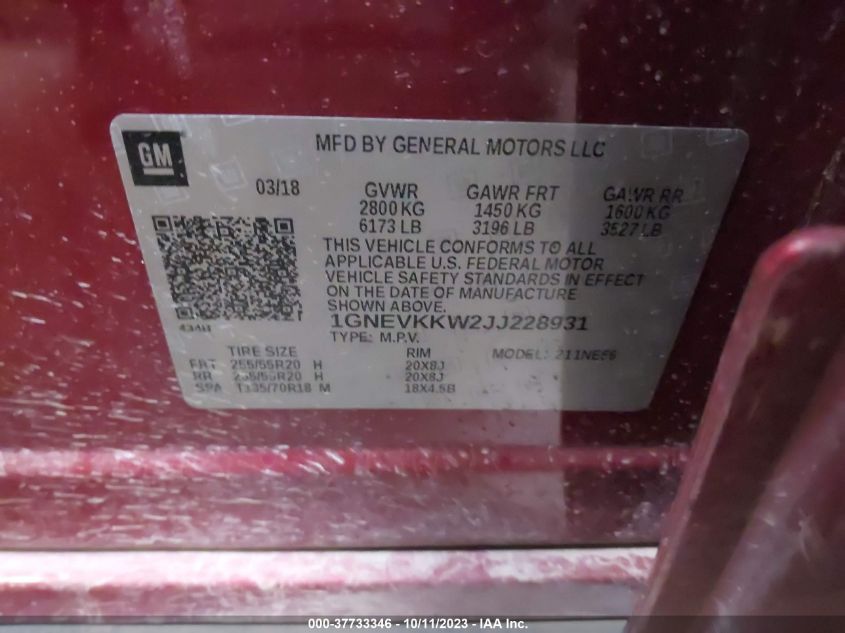 GM
MFD BY GENERAL MOTORS LLC
03/18 GVWR GAWR FRT GAWR RR
2800 KG 1450 KG 1600 KG
6173 LB 3196 LB 3527 LB
THIS VEHICLE CONFORMS TO ALL
APPLICABLE U.S. FEDERAL MOTOR
VEHICLE SAFETY STANDARDS IN EFFECT
ON THE DATE OF MANUFACTURE
SHOWN ABOVE.
1GNEVKKW2JJ228931
TYPE: M.P.V.
TIRE SIZE RIM MODEL:
FRT 255/55R20 H 20X8J
RR 255/55R20 H 20X8J
SPA T135/70R18 M 18X4.5B
000-37733346 - 10/11/2023 - IAA Inc.